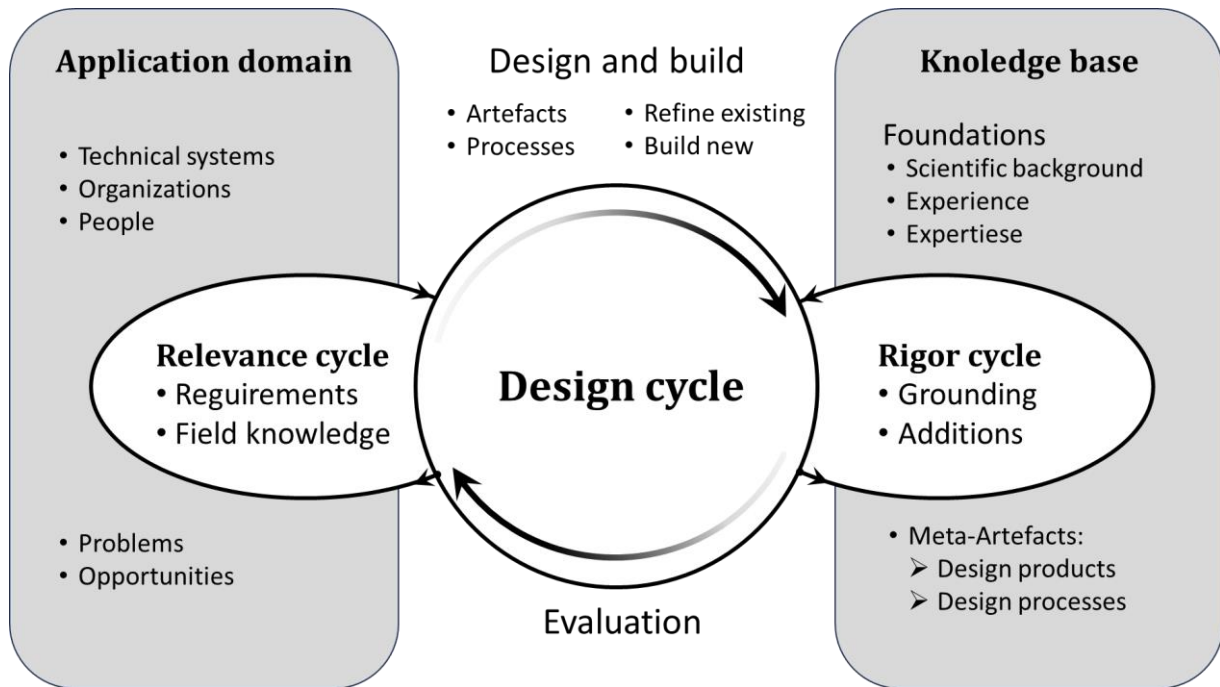 Application domain
• Technical systems
• Organizations
• People
Relevance cycle
• Reguirements
• Field knowledge
• Problems
• Opportunities
Design and build
• Artefacts
• Processes
• Refine existing
• Build new
Design cycle
Evaluation
Knoledge base
Foundations
• Scientific background
• Experience
• Expertiese
Rigor cycle
• Grounding
• Additions
• Meta-Artefacts:
➢ Design products
➢ Design processes